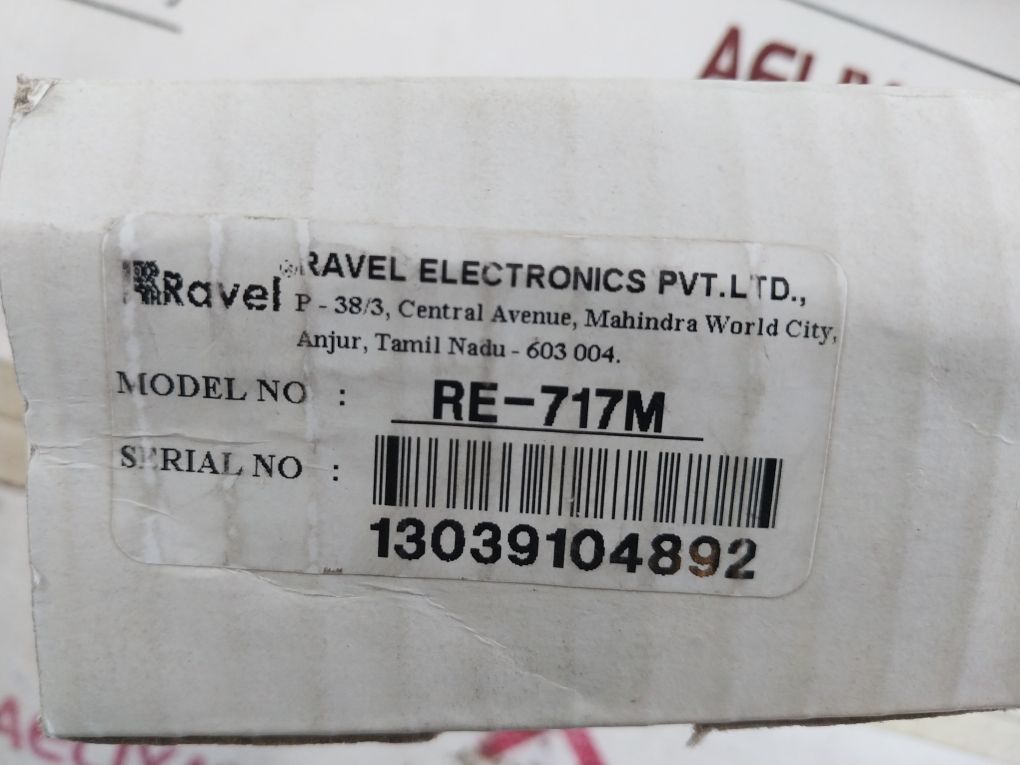 Ravel
RAVEL ELECTRONICS PVT.LTD.,
P - 38/3, Central Avenue, Mahindra World City,
Anjur, Tamil Nadu - 603 004.
MODEL NO : RE-717M
SERIAL NO :
13039104892